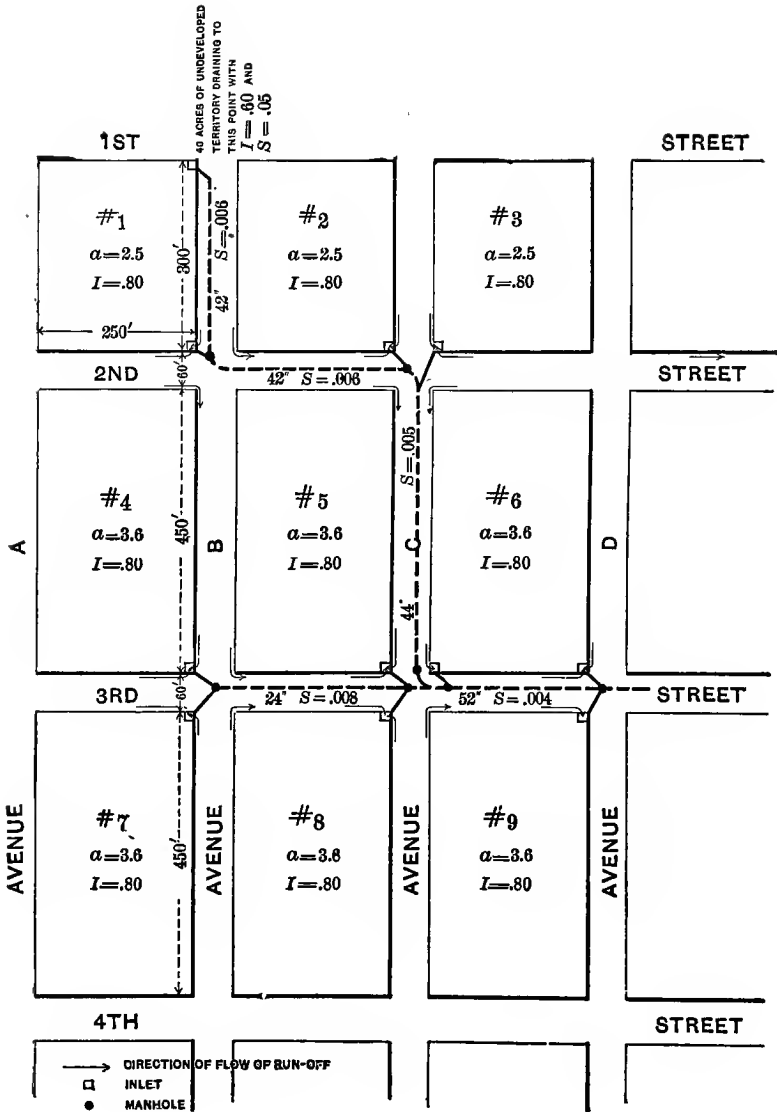 40 ACRES OF UNDEVELOPED
TERRITORY DRAINING TO
THIS POINT WITH
I=.60 AND
S=.05
1ST STREET
#1
a=2.5
I=.80
300'
250'
S=.006
42"
#2
a=2.5
I=.80
#3
a=2.5
I=.80
60'
2ND STREET
42" S=.006
#4
a=3.6
I=.80
450'
#5
a=3.6
I=.80
S=.005
44"
#6
a=3.6
I=.80
A
B
C
D
60'
3RD STREET
24" S=.008
52" S=.004
#7
a=3.6
I=.80
450'
#8
a=3.6
I=.80
#9
a=3.6
I=.80
AVENUE
AVENUE
AVENUE
AVENUE
4TH STREET
DIRECTION OF FLOW OF RUN-OFF
INLET
MANHOLE